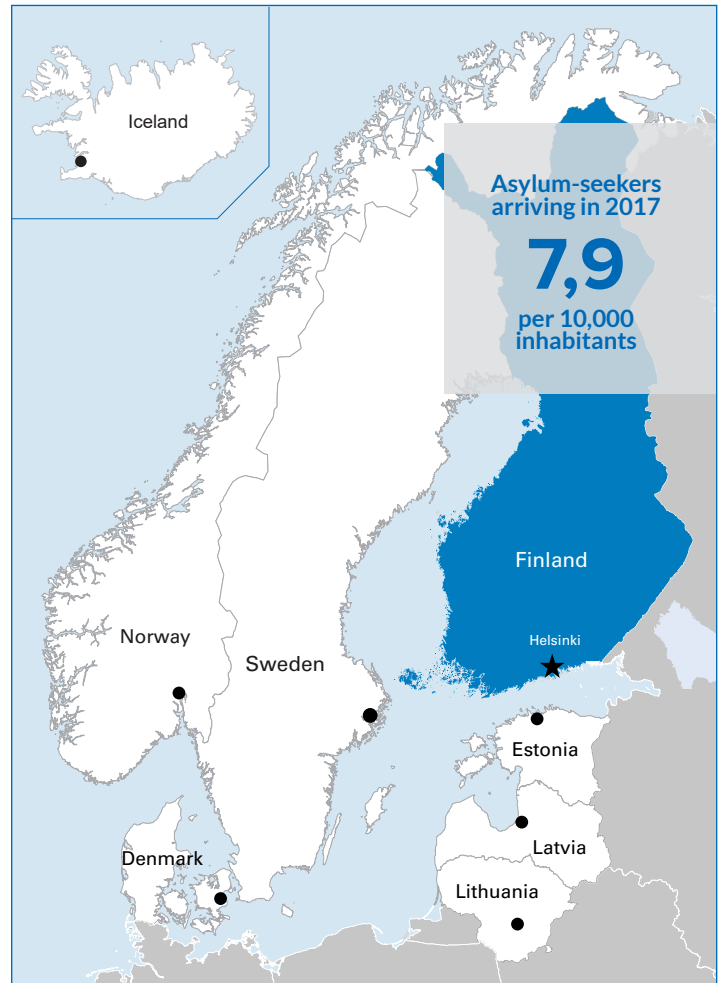 Iceland
Asylum-seekers
arriving in 2017
7,9
per 10,000
inhabitants
Finland
Helsinki
Norway
Sweden
Estonia
Latvia
Denmark
Lithuania